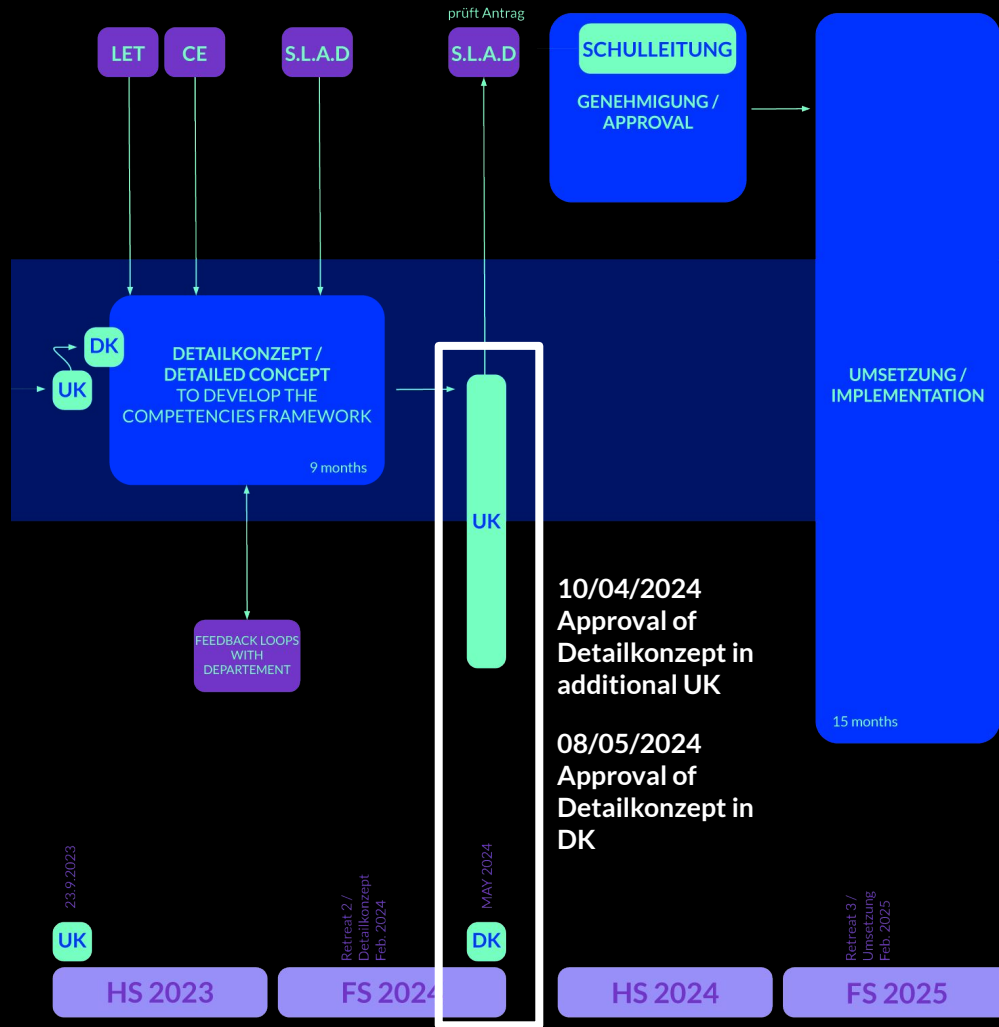 prüft Antrag
LET
CE
S.L.A.D
S.L.A.D
SCHULLEITUNG
GENEHMIGUNG /
APPROVAL
DK
UK
DETAILKONZEPT /
DETAILED CONCEPT
TO DEVELOP THE
COMPETENCIES FRAMEWORK
9 months
UK
UMSETZUNG /
IMPLEMENTATION
15 months
FEEDBACK LOOPS
WITH
DEPARTEMENT
10/04/2024
Approval of
Detailkonzept in
additional UK
08/05/2024
Approval of
Detailkonzept in
DK
23.9.2023
UK
Retreat 2 /
Detailkonzept
Feb. 2024
MAY 2024
DK
Retreat 3 /
Umsetzung
Feb. 2025
HS 2023
FS 2024
HS 2024
FS 2025